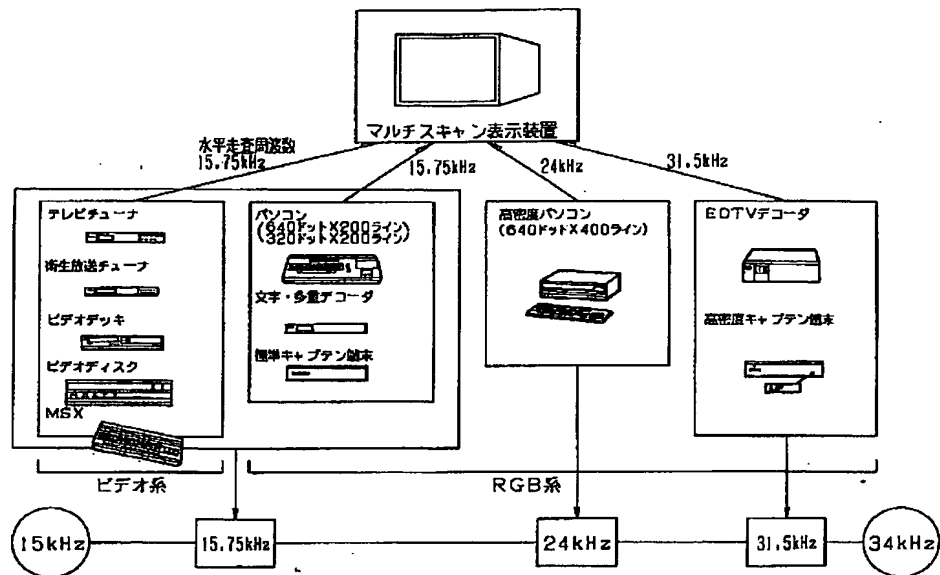 マルチスキャン表示装置
水平走査周波数
15.75kHz
15.75kHz
24kHz
31.5kHz
テレビチューナ
衛生放送チューナ
ビデオデッキ
ビデオディスク
MSX
パソコン
(640ドットX200ライン)
(320ドットX200ライン)
文字・多重デコーダ
標準キャプテン端末
高密度パソコン
(640ドットX400ライン)
EDTVデコーダ
高密度キャプテン端末
ビデオ系
RGB系
15kHz
15.75kHz
24kHz
31.5kHz
34kHz